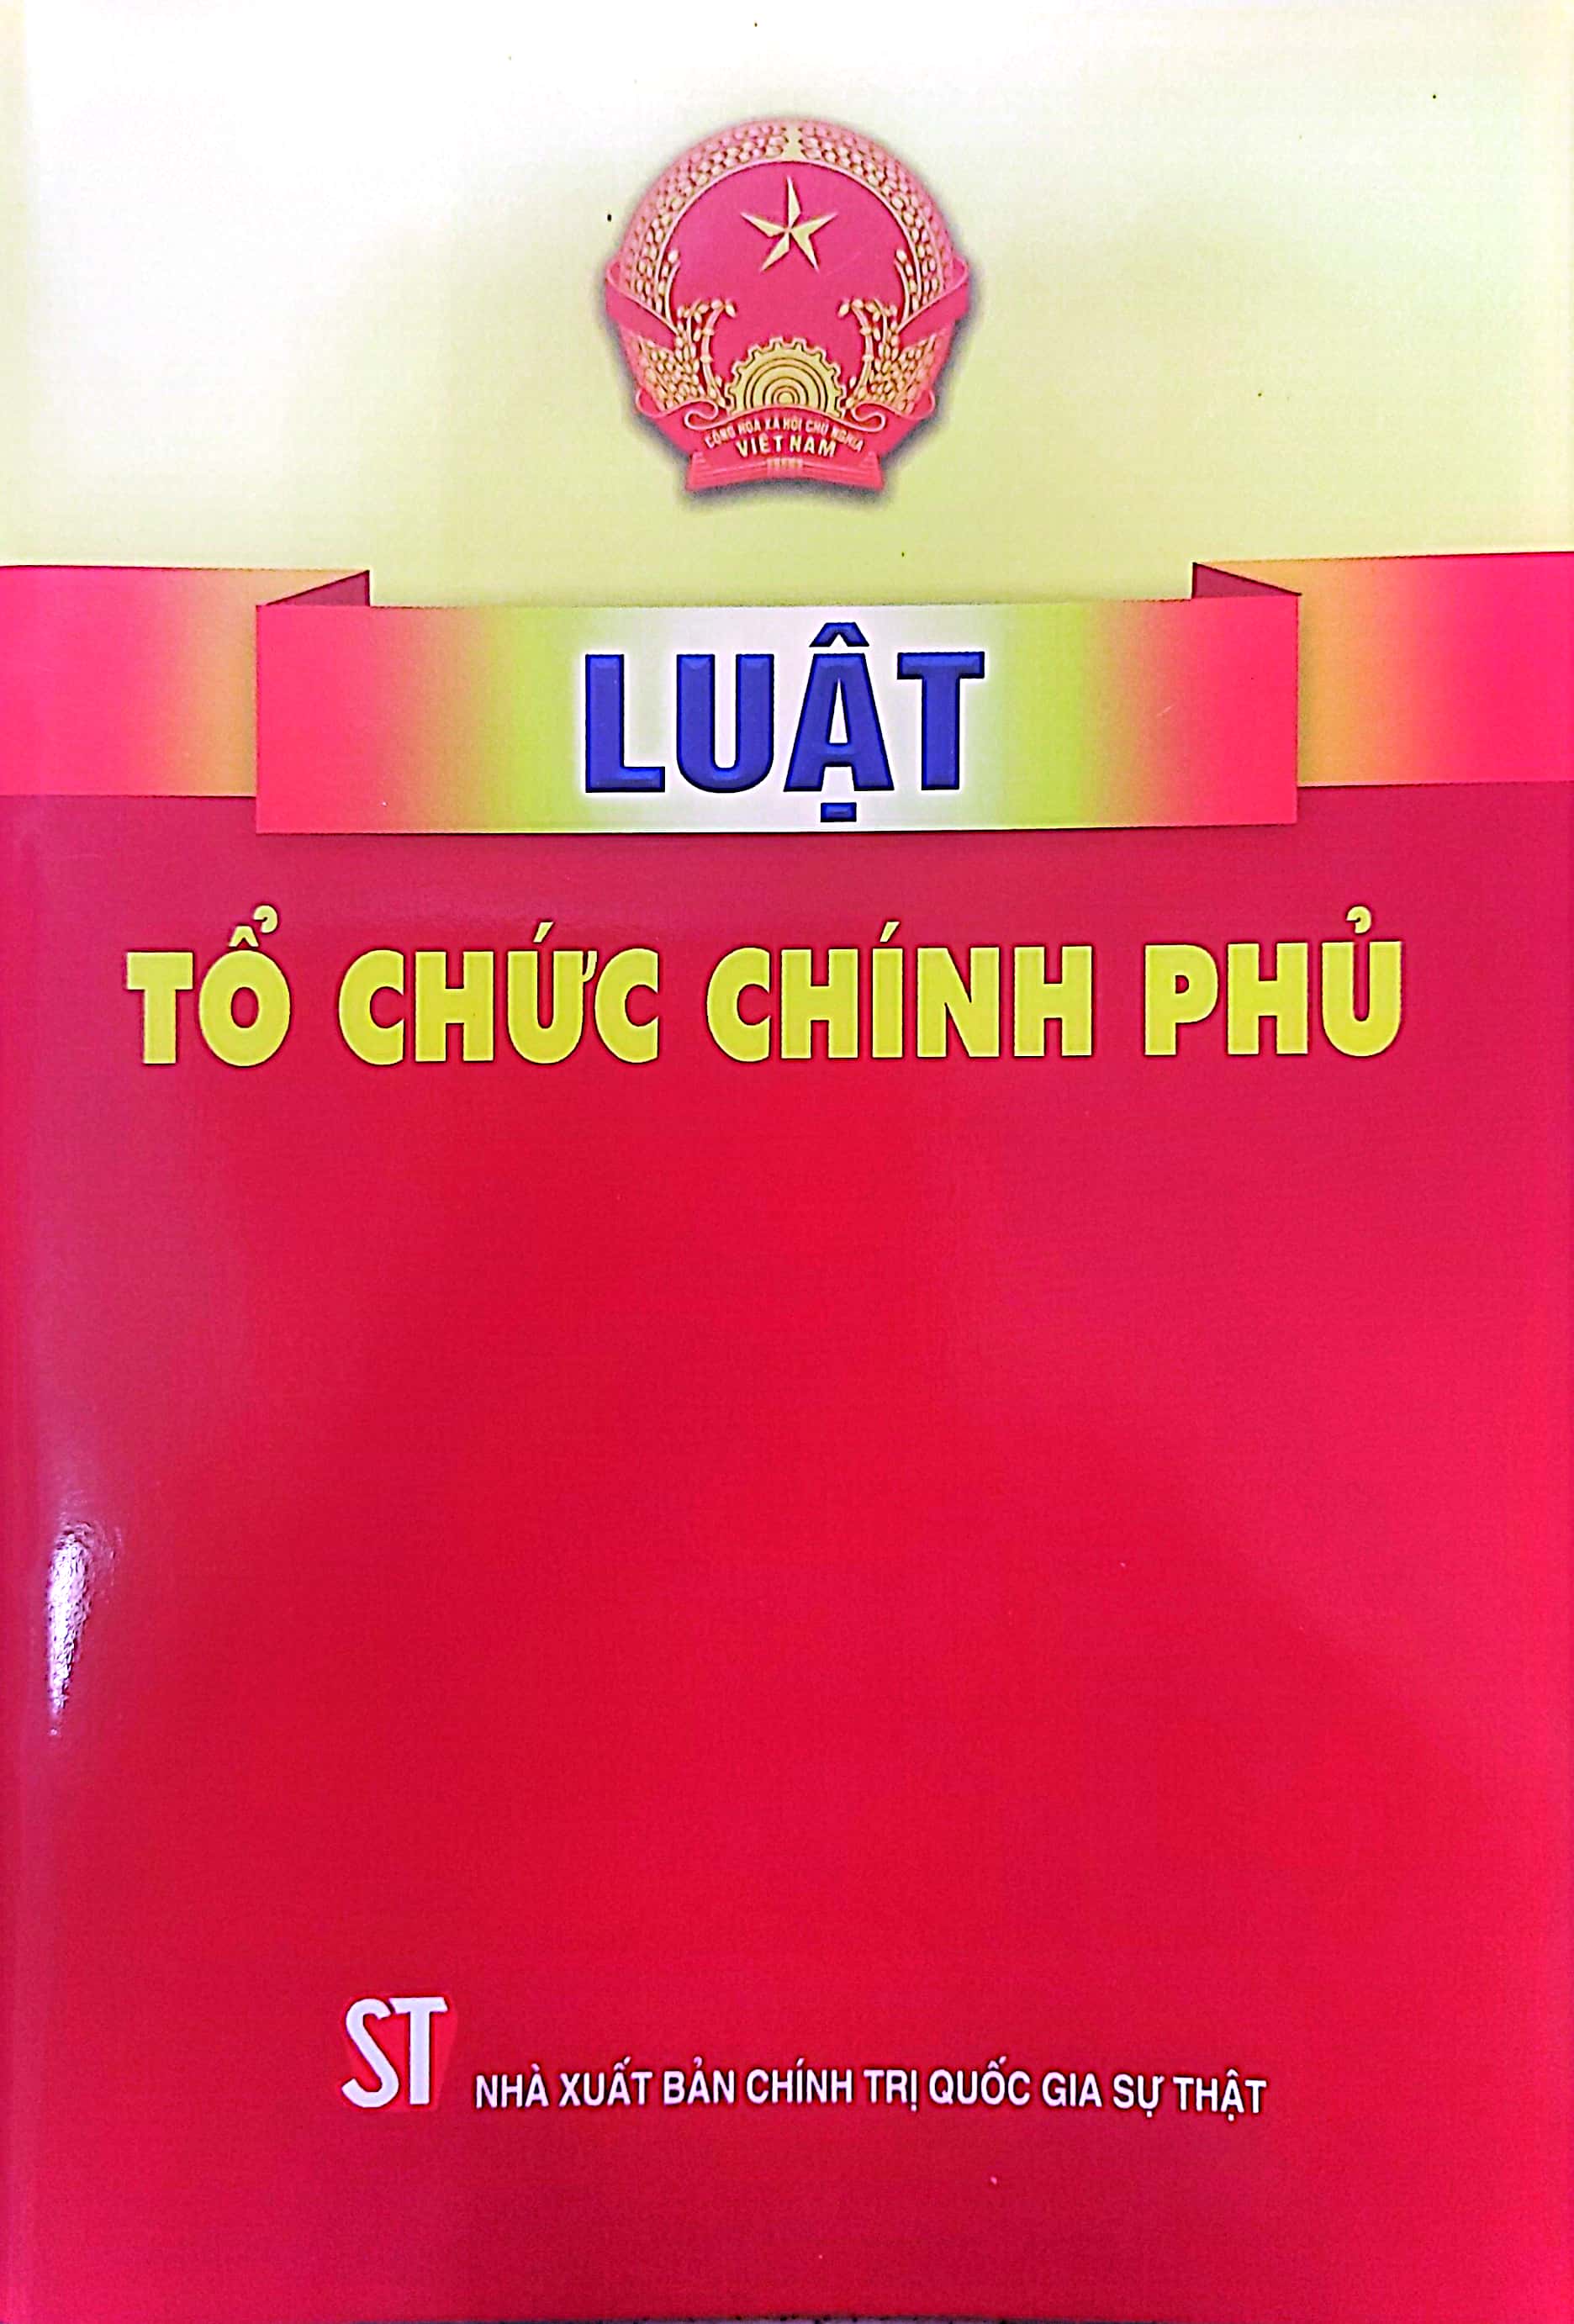 CỘNG HÒA XÃ HỘI CHỦ NGHĨA
VIỆT NAM
LUẬT
TỔ CHỨC CHÍNH PHỦ
ST
NHÀ XUẤT BẢN CHÍNH TRỊ QUỐC GIA SỰ THẬT